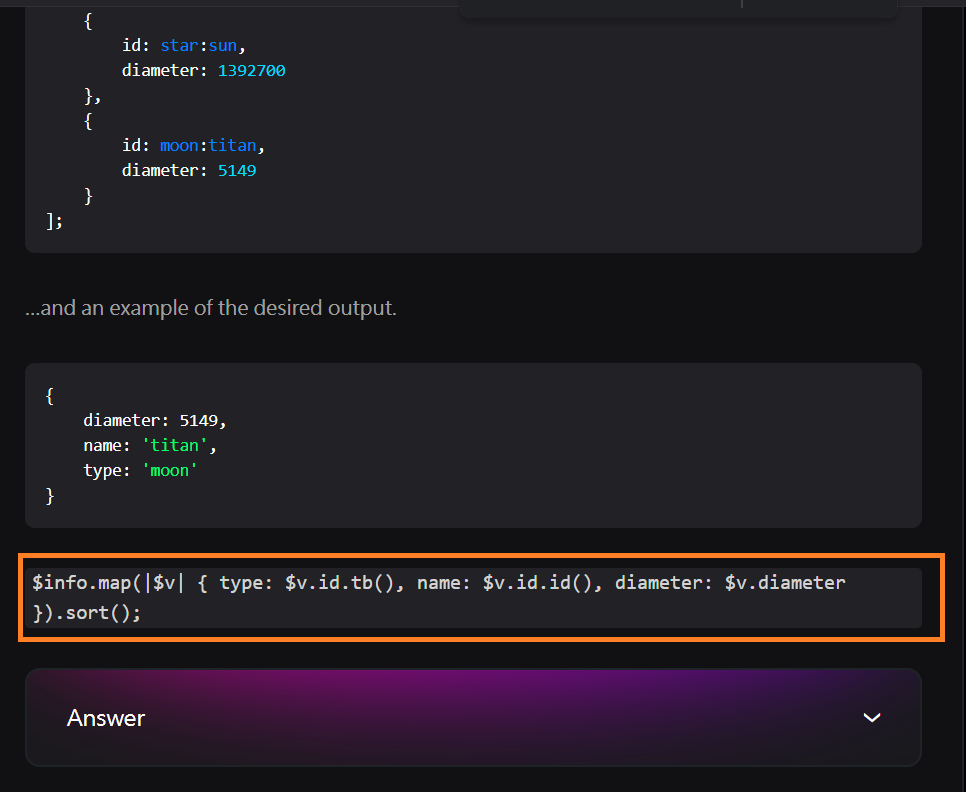 {
id: star:sun,
diameter: 1392700
},
{
id: moon:titan,
diameter: 5149
}
];
...and an example of the desired output.
{
diameter: 5149,
name: 'titan',
type: 'moon'
}
$info.map(|$v| { type: $v.id.tb(), name: $v.id.id(), diameter: $v.diameter
}).sort();
Answer